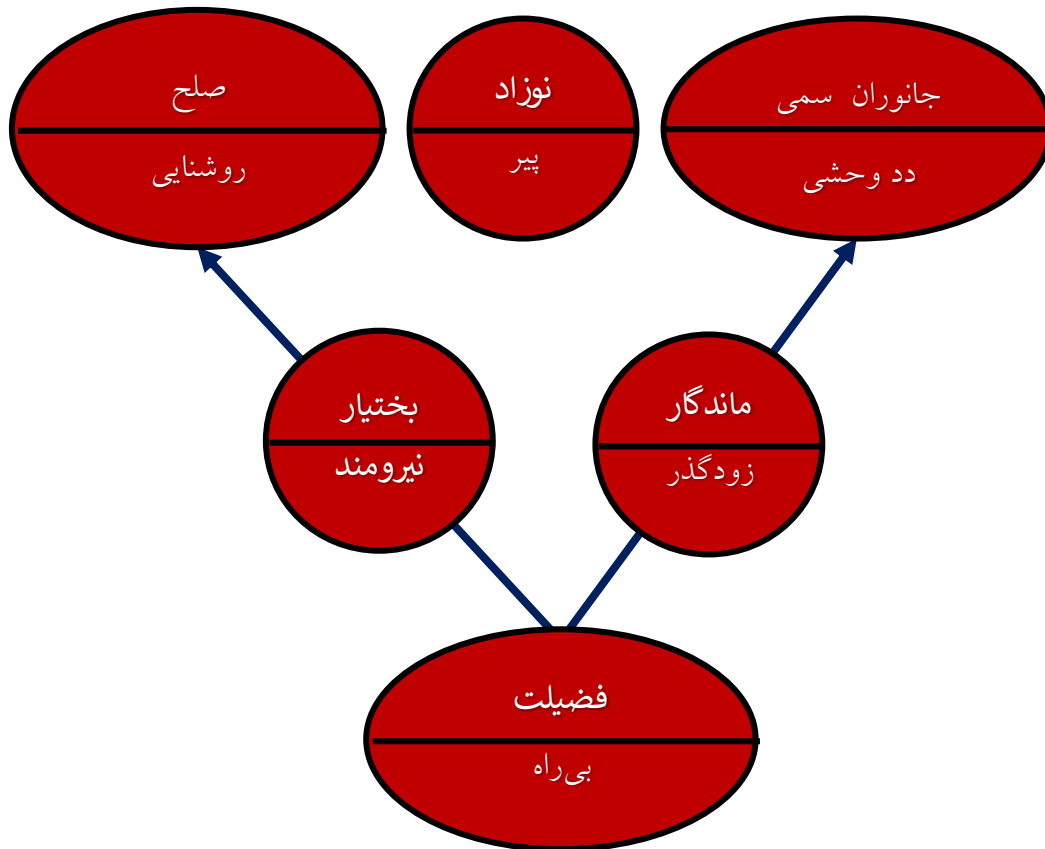 جانوران سمی
دد وحشی
نوزاد
پیر
صلح
روشنایی
ماندگار
زودگذر
بختیار
نیرومند
فضیلت
بی‌راه